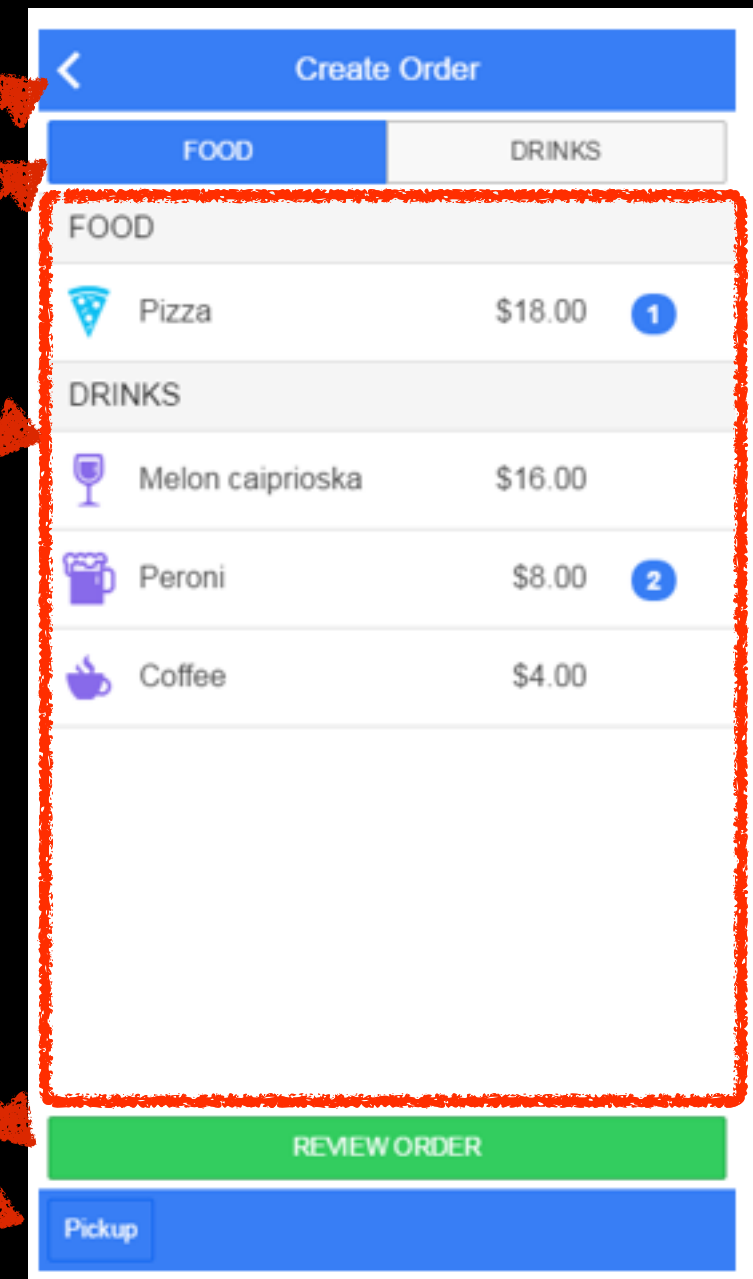 Create Order
FOOD DRINKS
FOOD
Pizza $18.00 1
DRINKS
Melon caiprioska $16.00
Peroni $8.00 2
Coffee $4.00
REVIEW ORDER
Pickup